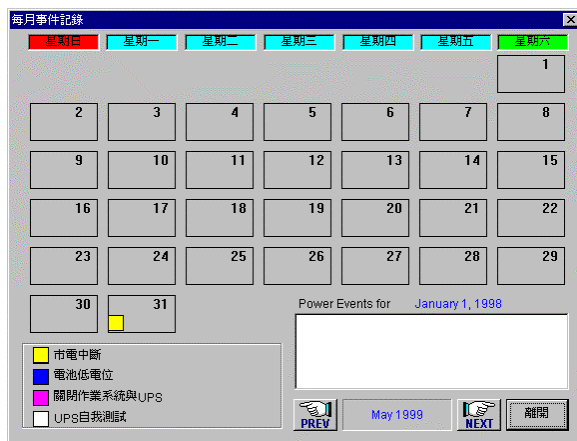 每月事件記錄
星期日 星期一 星期二 星期三 星期四 星期五 星期六
1
2 3 4 5 6 7 8
9 10 11 12 13 14 15
16 17 18 19 20 21 22
23 24 25 26 27 28 29
30 31
Power Events for January 1, 1998
市電中斷
電池低電位
關閉作業系統與UPS
UPS自我測試
PREV May 1999 NEXT 離開